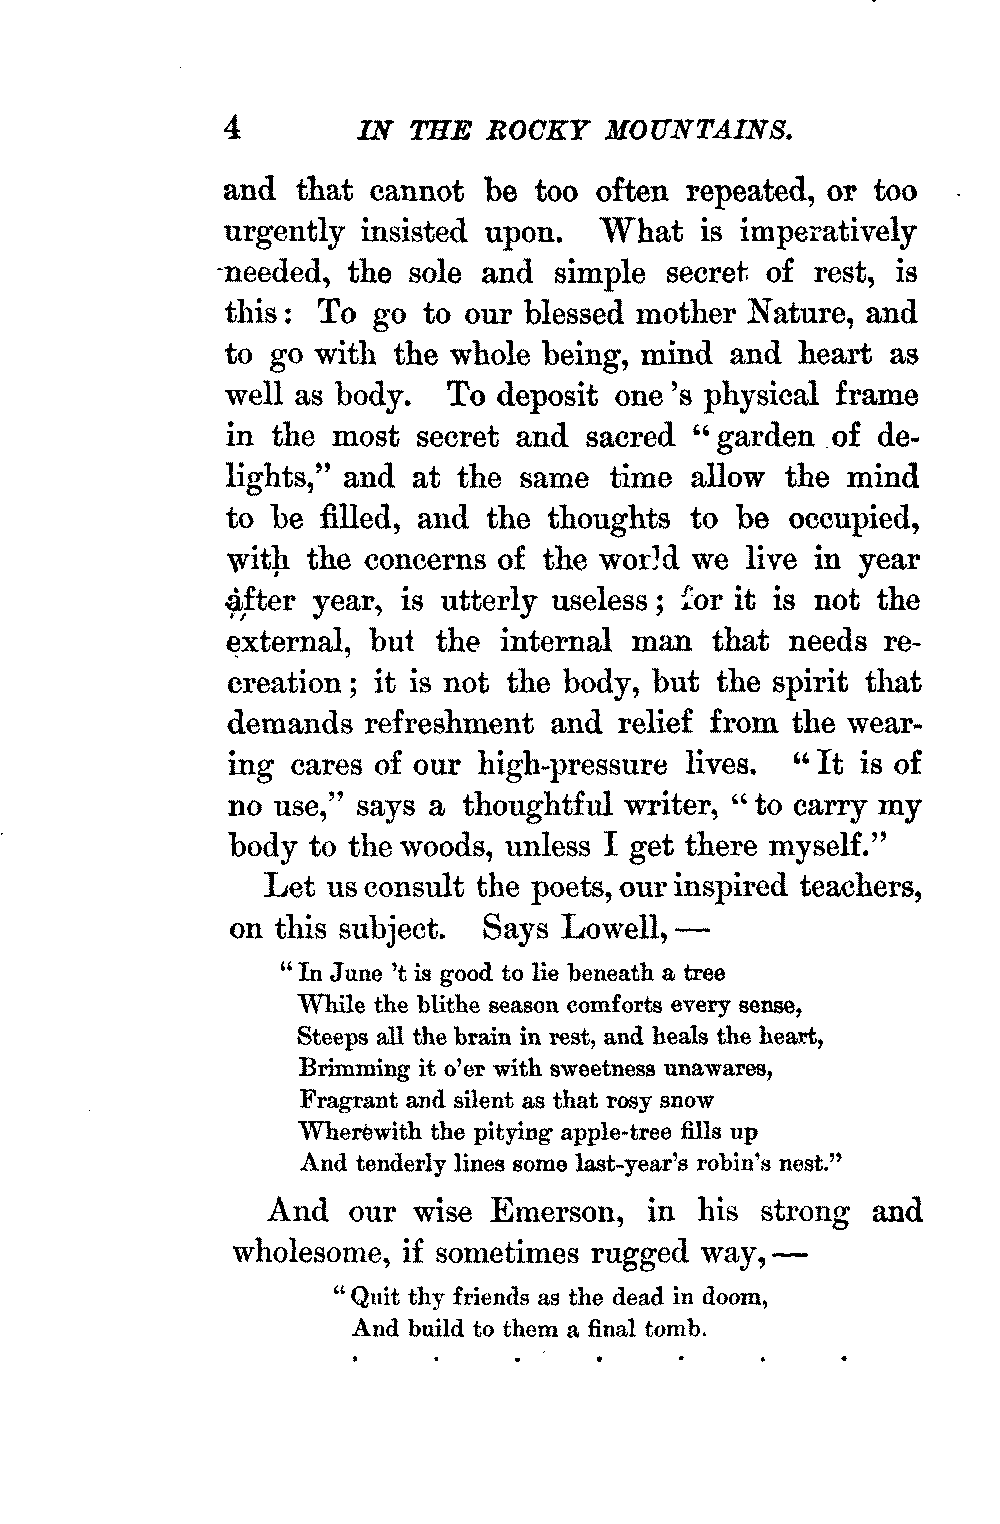 4 IN THE ROCKY MOUNTAINS.
and that cannot be too often repeated, or too
urgently insisted upon. What is imperatively
needed, the sole and simple secret of rest, is
this: To go to our blessed mother Nature, and
to go with the whole being, mind and heart as
well as body. To deposit one's physical frame
in the most secret and sacred "garden of de-
lights," and at the same time allow the mind
to be filled, and the thoughts to be occupied,
with the concerns of the world we live in year
after year, is utterly useless; for it is not the
external, but the internal man that needs re-
creation; it is not the body, but the spirit that
demands refreshment and relief from the wear-
ing cares of our high-pressure lives. "It is of
no use," says a thoughtful writer, "to carry my
body to the woods, unless I get there myself."
Let us consult the poets, our inspired teachers,
on this subject. Says Lowell,—
"In June 't is good to lie beneath a tree
While the blithe season comforts every sense,
Steeps all the brain in rest, and heals the heart,
Brimming it o'er with sweetness unawares,
Fragrant and silent as that rosy snow
Wherewith the pitying apple-tree fills up
And tenderly lines some last-year's robin's nest."
And our wise Emerson, in his strong and
wholesome, if sometimes rugged way,—
"Quit thy friends as the dead in doom,
And build to them a final tomb.
. . . . . . .